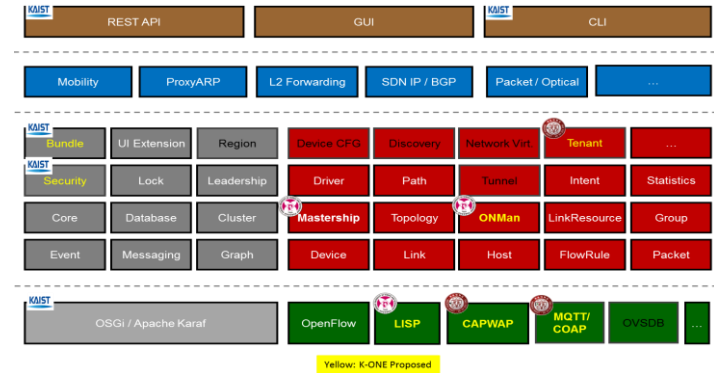 KAIST
KAIST
REST API
GUI
CLI
Mobility
ProxyARP
L2 Forwarding
SDN IP / BGP
Packet / Optical
...
KAIST
Bundle
UI Extension
Region
Device CFG
Discovery
Network Virt.
Tenant
...
KAIST
Security
Lock
Leadership
Driver
Path
Tunnel
Intent
Statistics
Core
Database
Cluster
Mastership
Topology
ONMan
LinkResource
Group
Event
Messaging
Graph
Device
Link
Host
FlowRule
Packet
KAIST
OSGi / Apache Karaf
OpenFlow
LISP
CAPWAP
MQTT/
COAP
OVSDB
...
Yellow: K-ONE Proposed